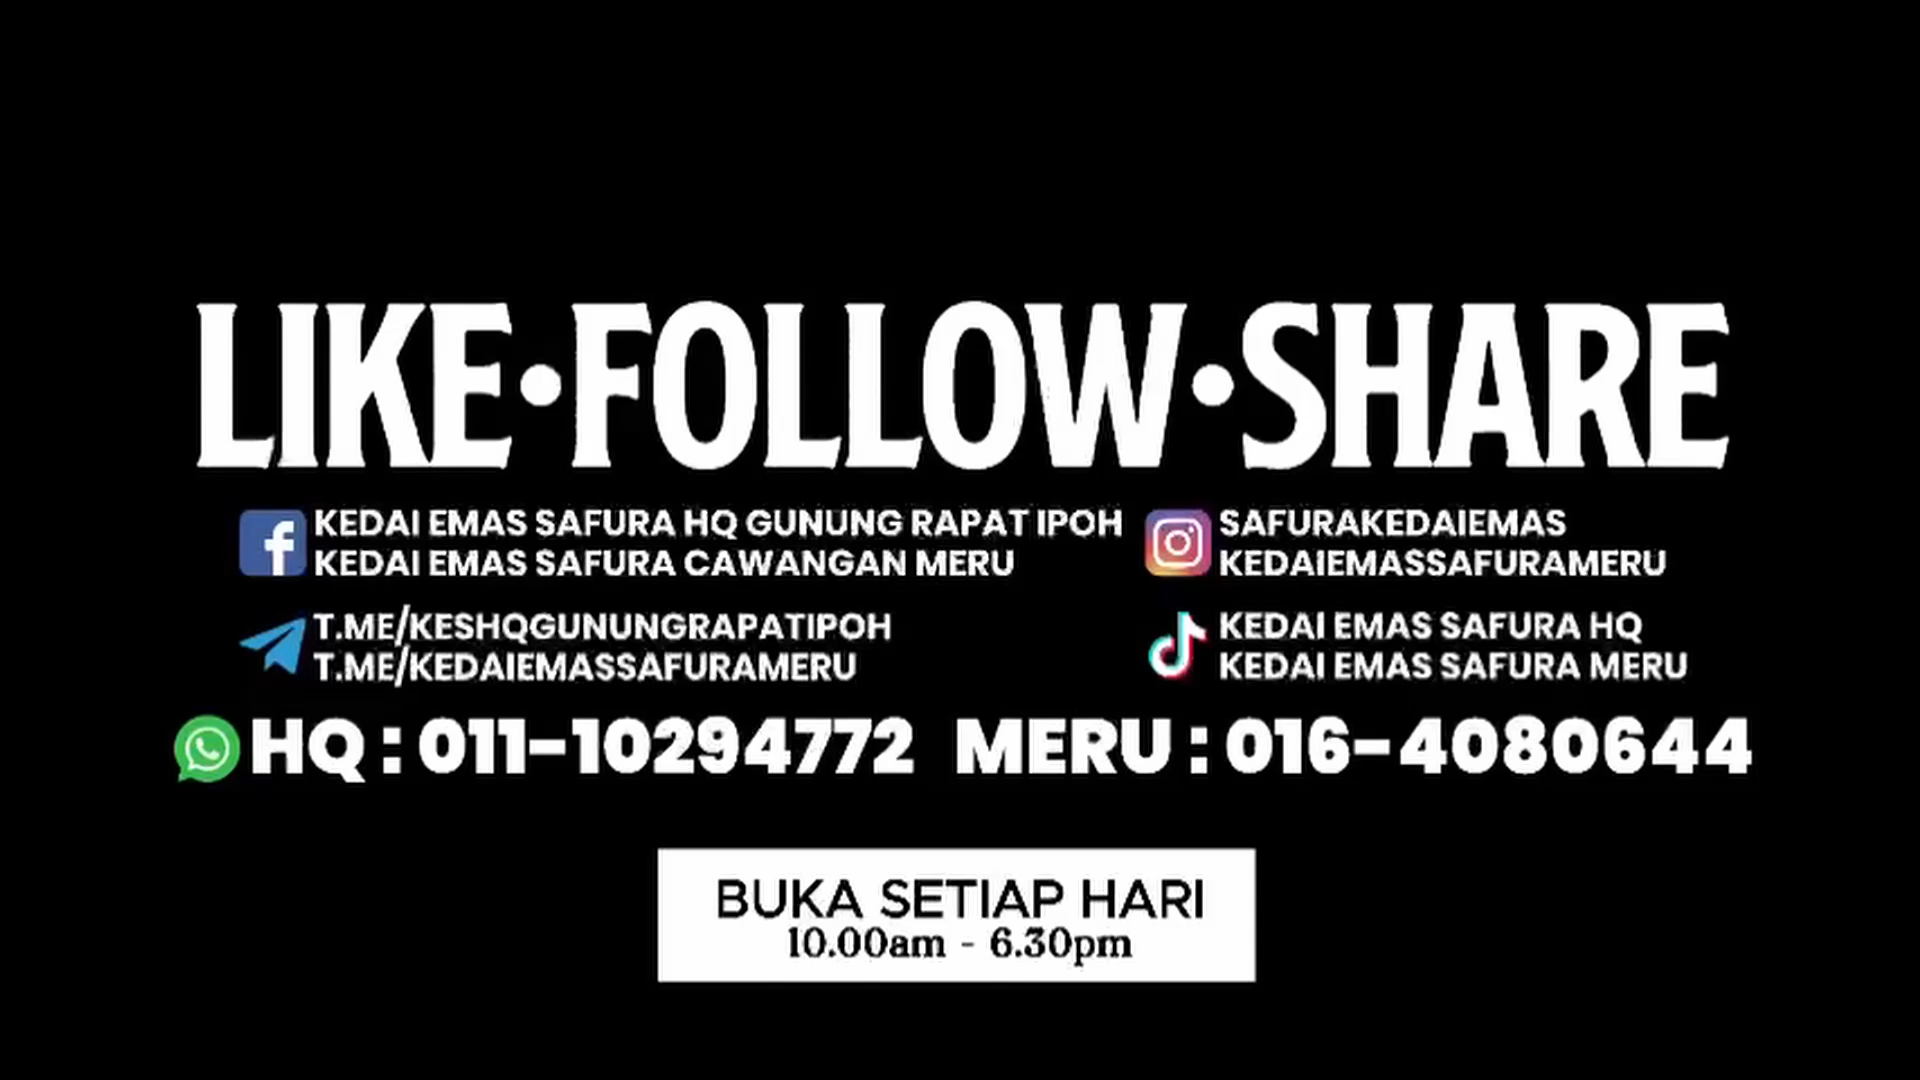 LIKE•FOLLOW•SHARE
KEDAI EMAS SAFURA HQ GUNUNG RAPAT IPOH
KEDAI EMAS SAFURA CAWANGAN MERU
SAFURAKEDAIEMAS
KEDAIEMASSAFURAMERU
T.ME/KESHQGUNUNGRAPATIPOH
T.ME/KEDAIEMASSAFURAMERU
KEDAI EMAS SAFURA HQ
KEDAI EMAS SAFURA MERU
HQ : 011-10294772 MERU : 016-4080644
BUKA SETIAP HARI
10.00am - 6.30pm